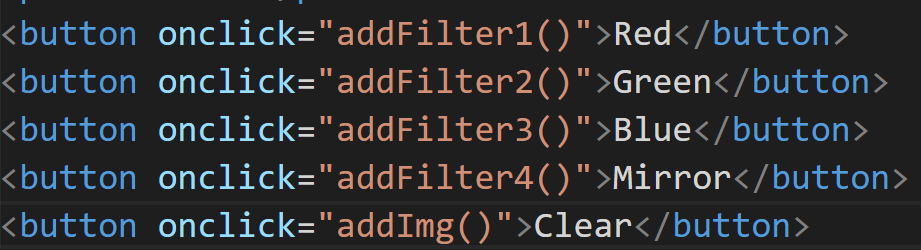 <button onclick="addFilter1()">Red</button>
<button onclick="addFilter2()">Green</button>
<button onclick="addFilter3()">Blue</button>
<button onclick="addFilter4()">Mirror</button>
<button onclick="addImg()">Clear</button>